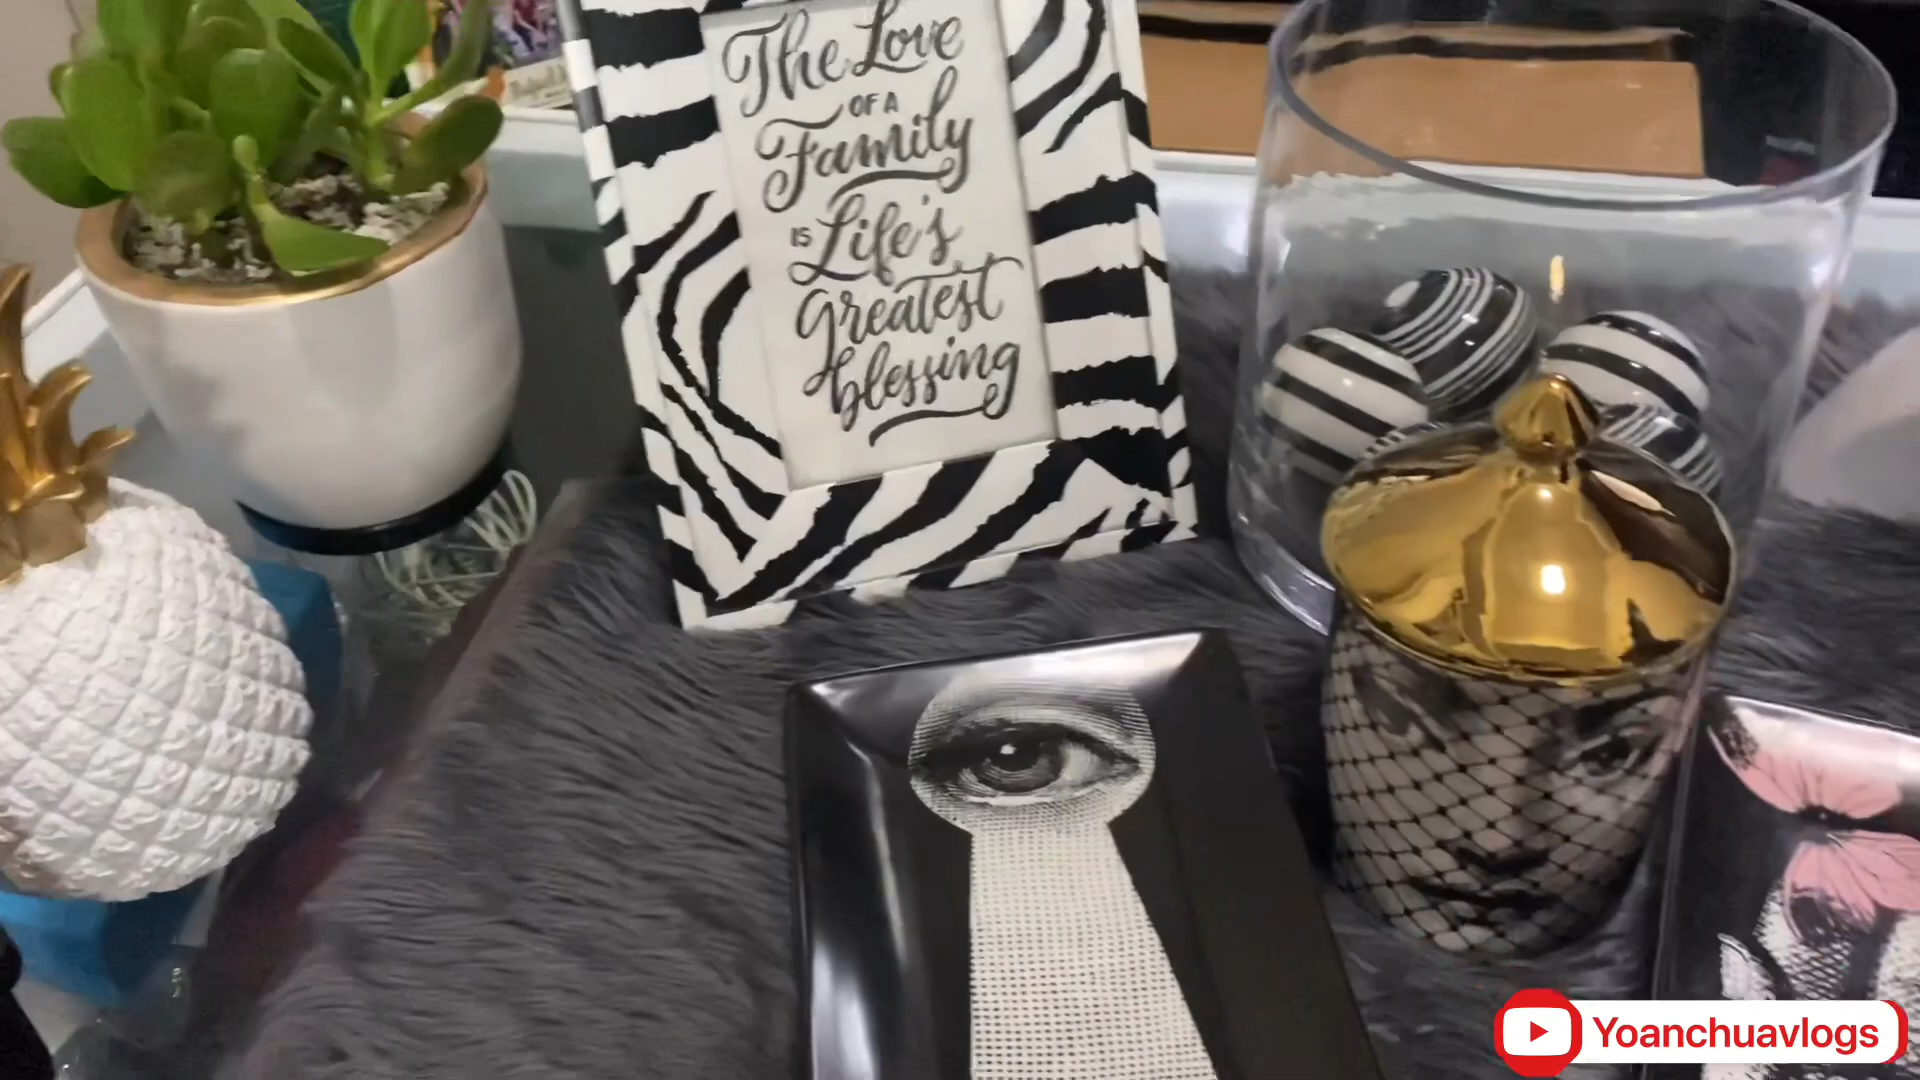 The Love
OF A
Family
IS Life's
greatest
blessing
Yoanchuavlogs